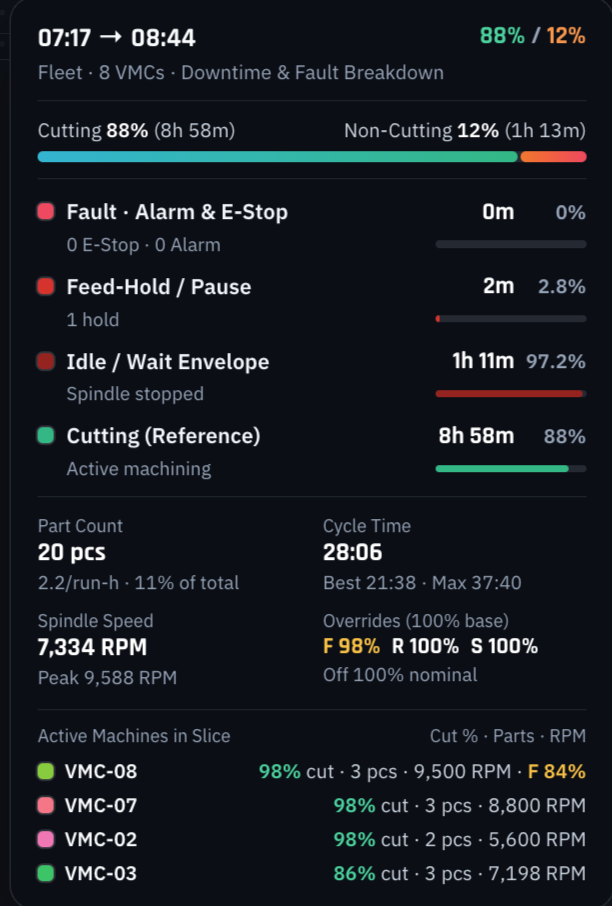 07:17 → 08:44 88% / 12%
Fleet · 8 VMCs · Downtime & Fault Breakdown
Cutting 88% (8h 58m) Non-Cutting 12% (1h 13m)
Fault · Alarm & E-Stop 0m 0%
0 E-Stop · 0 Alarm
Feed-Hold / Pause 2m 2.8%
1 hold
Idle / Wait Envelope 1h 11m 97.2%
Spindle stopped
Cutting (Reference) 8h 58m 88%
Active machining
Part Count Cycle Time
20 pcs 28:06
2.2/run-h · 11% of total Best 21:38 · Max 37:40
Spindle Speed Overrides (100% base)
7,334 RPM F 98% R 100% S 100%
Peak 9,588 RPM Off 100% nominal
Active Machines in Slice Cut % · Parts · RPM
VMC-08 98% cut · 3 pcs · 9,500 RPM · F 84%
VMC-07 98% cut · 3 pcs · 8,800 RPM
VMC-02 98% cut · 2 pcs · 5,600 RPM
VMC-03 86% cut · 3 pcs · 7,198 RPM